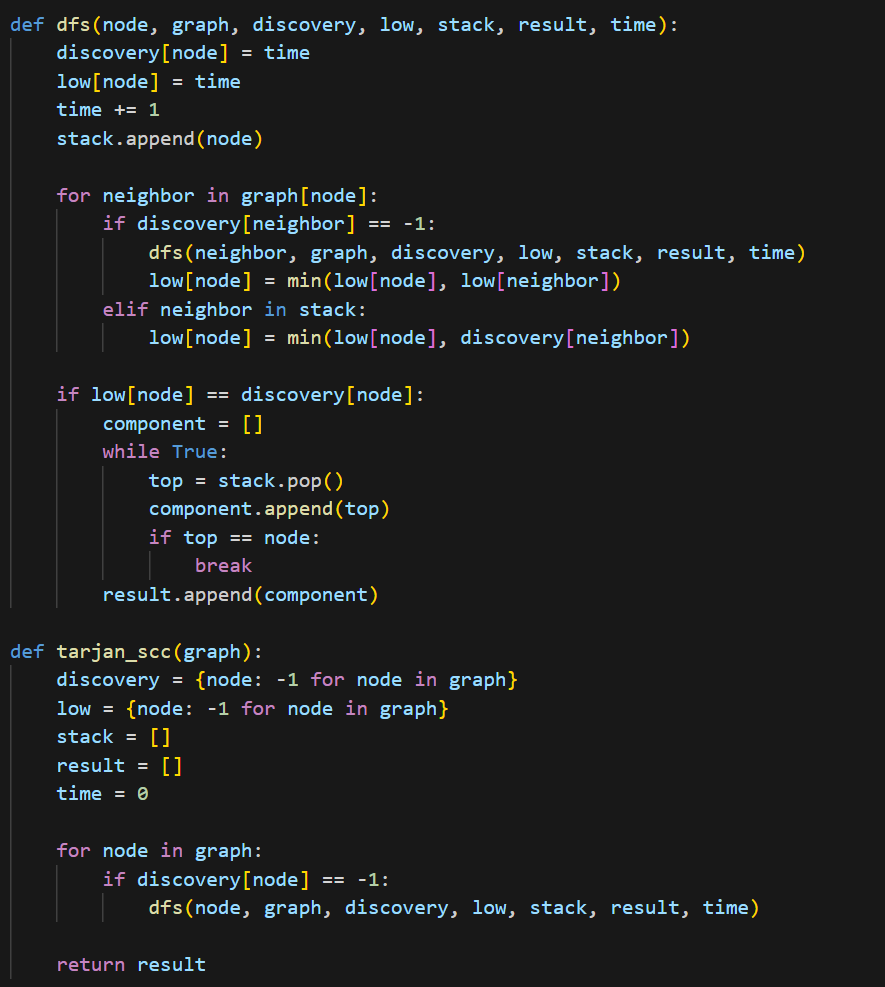 def dfs(node, graph, discovery, low, stack, result, time):
    discovery[node] = time
    low[node] = time
    time += 1
    stack.append(node)

    for neighbor in graph[node]:
        if discovery[neighbor] == -1:
            dfs(neighbor, graph, discovery, low, stack, result, time)
            low[node] = min(low[node], low[neighbor])
        elif neighbor in stack:
            low[node] = min(low[node], discovery[neighbor])

    if low[node] == discovery[node]:
        component = []
        while True:
            top = stack.pop()
            component.append(top)
            if top == node:
                break
        result.append(component)

def tarjan_scc(graph):
    discovery = {node: -1 for node in graph}
    low = {node: -1 for node in graph}
    stack = []
    result = []
    time = 0

    for node in graph:
        if discovery[node] == -1:
            dfs(node, graph, discovery, low, stack, result, time)

    return result